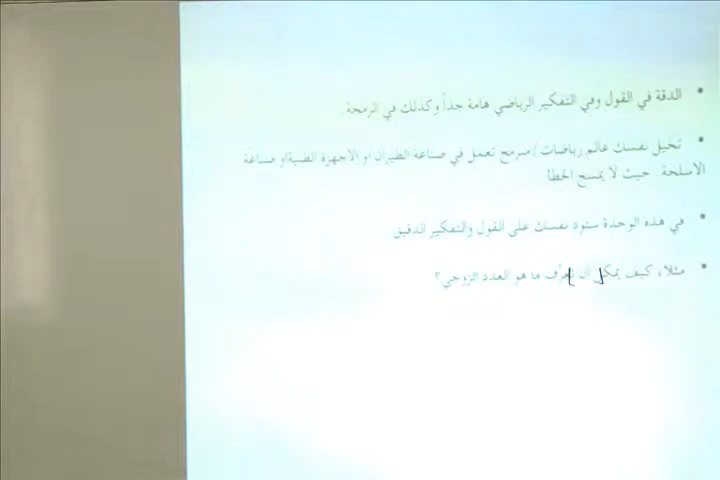 الدقة في القول وفي التفكير الرياضي هامة جداً وكذلك في البرمجة.
تخيل نفسك عالم رياضيات/مبرمج تعمل في صناعة الطيران او الاجهزة الطبية او صناعة
الاسلحة. حيث لا يسمح الخطأ
في هذه الوحدة ستعود نفسك على القول والتفكير الدقيق
مثلا، كيف يمكن ان نعرّف ما هو العدد الزوجي؟